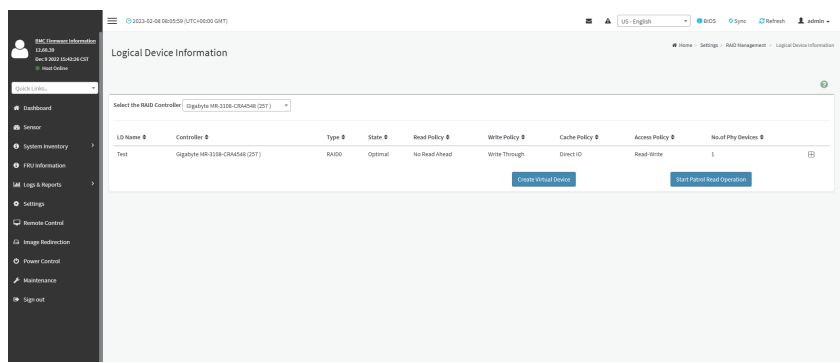 2023-02-08 08:05:59 (UTC+00:00 GMT)
US - English
BIOS
Sync
Refresh
admin
BMC Firmware Information
12.60.39
Dec 9 2022 15:42:26 CST
Host Online
Quick Links...
Dashboard
Sensor
System Inventory
FRU Information
Logs & Reports
Settings
Remote Control
Image Redirection
Power Control
Maintenance
Sign out
Logical Device Information
Home > Settings > RAID Management > Logical Device Information
Select the RAID Controller Gigabyte MR-3108-CRA4548 (257 )
LD Name Controller Type State Read Policy Write Policy Cache Policy Access Policy No.of Phy Devices
Test Gigabyte MR-3108-CRA4548 (257 ) RAID0 Optimal No Read Ahead Write Through Direct IO Read-Write 1
Create Virtual Device Start Patrol Read Operation